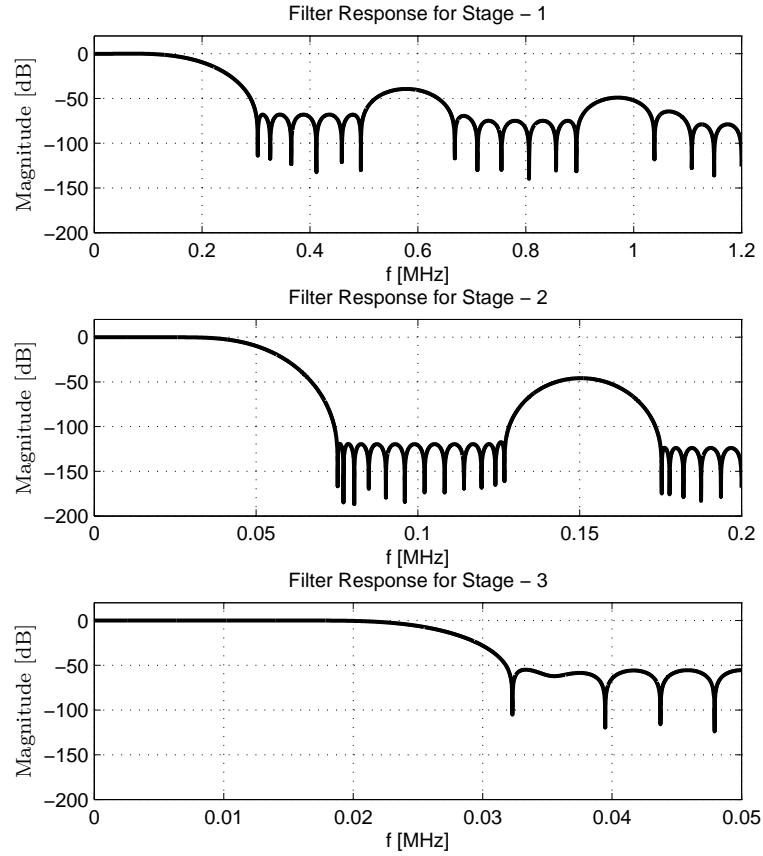 Filter Response for Stage − 1
Magnitude [dB]
0
−50
−100
−150
−200
0 0.2 0.4 0.6 0.8 1 1.2
f [MHz]
Filter Response for Stage − 2
Magnitude [dB]
0
−50
−100
−150
−200
0 0.05 0.1 0.15 0.2
f [MHz]
Filter Response for Stage − 3
Magnitude [dB]
0
−50
−100
−150
−200
0 0.01 0.02 0.03 0.04 0.05
f [MHz]